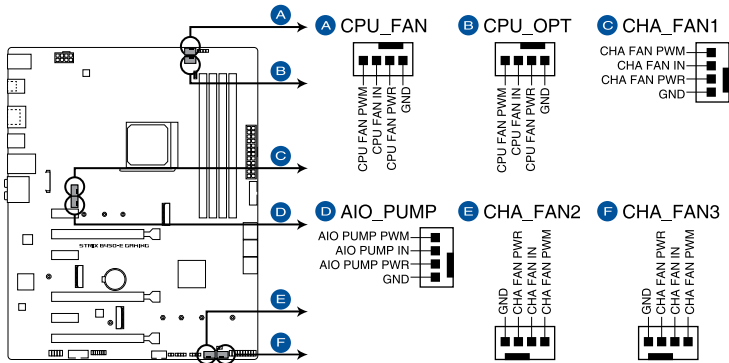 A CPU_FAN
CPU FAN PWM
CPU FAN IN
CPU FAN PWR
GND
B CPU_OPT
CPU FAN PWM
CPU FAN IN
CPU FAN PWR
GND
C CHA_FAN1
CHA FAN PWM
CHA FAN IN
CHA FAN PWR
GND
D AIO_PUMP
AIO PUMP PWM
AIO PUMP IN
AIO PUMP PWR
GND
E CHA_FAN2
GND
CHA FAN PWR
CHA FAN IN
CHA FAN PWM
F CHA_FAN3
GND
CHA FAN PWR
CHA FAN IN
CHA FAN PWM
A
B
C
D
E
F
STRIX B450-E GAMING